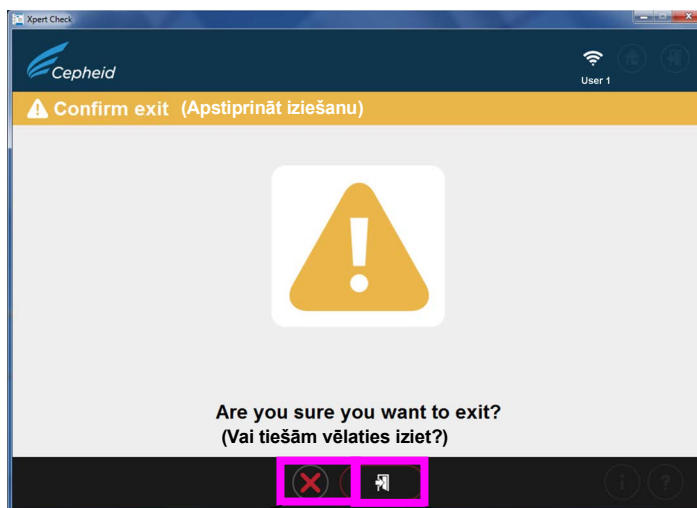 Xpert Check
Cepheid
User 1
Confirm exit (Apstiprināt iziešanu)
Are you sure you want to exit?
(Vai tiešām vēlaties iziet?)
i ?